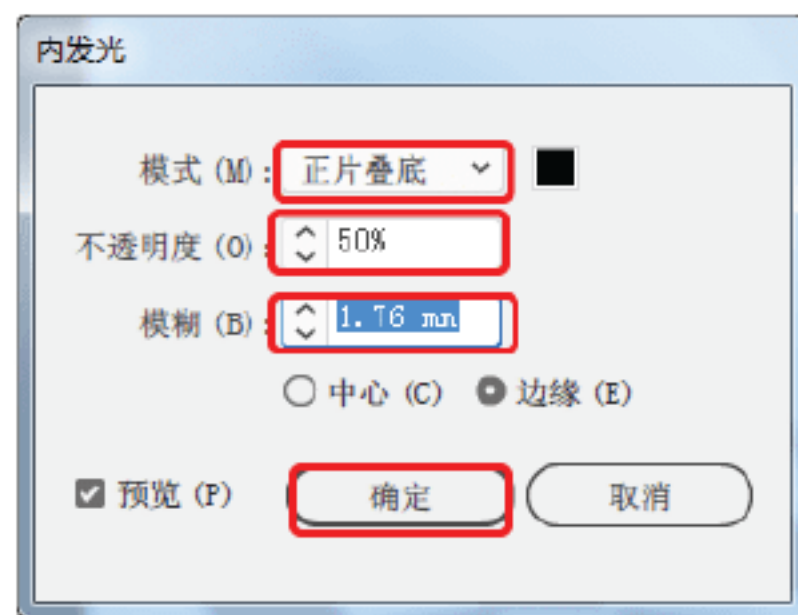 内发光
模式 (M): 正片叠底
不透明度 (O): 50%
模糊 (B): 1.76 mm
中心 (C) 边缘 (E)
预览 (P) 确定 取消